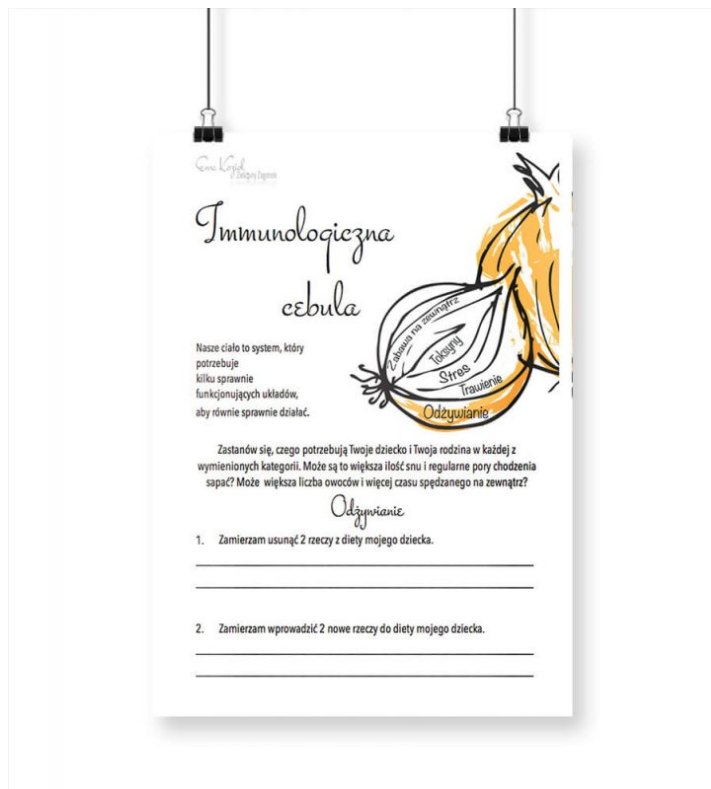 Zielony Zagonek
Immunologiczna
cebula
Nasze ciało to system, który
potrzebuje
kilku sprawnie
funkcjonujących układów,
aby równie sprawnie działać.
Zabawa na zewnątrz
Toksyny
Stres
Trawienie
Odżywianie
Zastanów się, czego potrzebują Twoje dziecko i Twoja rodzina w każdej z
wymienionych kategorii. Może są to większa ilość snu i regularne pory chodzenia
sapać? Może większa liczba owoców i więcej czasu spędzanego na zewnątrz?
Odżywianie
1. Zamierzam usunąć 2 rzeczy z diety mojego dziecka.
2. Zamierzam wprowadzić 2 nowe rzeczy do diety mojego dziecka.